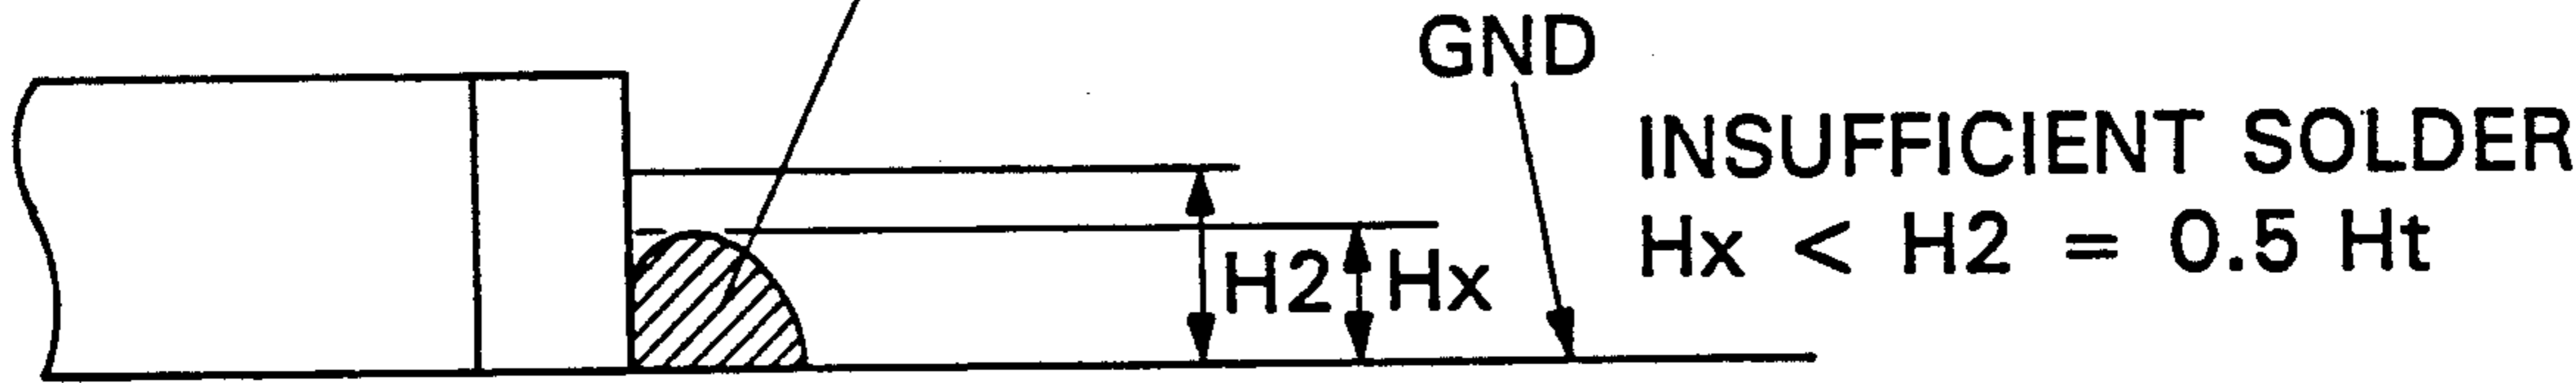 GND
INSUFFICIENT SOLDER
Hx < H2 = 0.5 Ht
H2
Hx